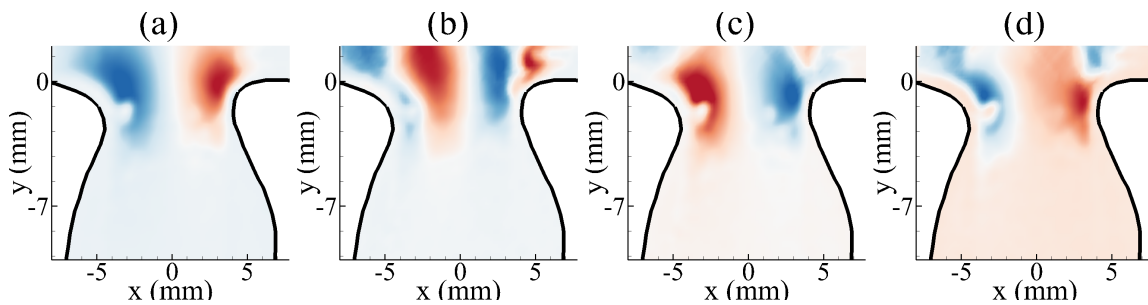 (a) (b) (c) (d)
0 0 0 0
y (mm) y (mm) y (mm) y (mm)
-7 -7 -7 -7
-5 0 5 -5 0 5 -5 0 5 -5 0 5
x (mm) x (mm) x (mm) x (mm)